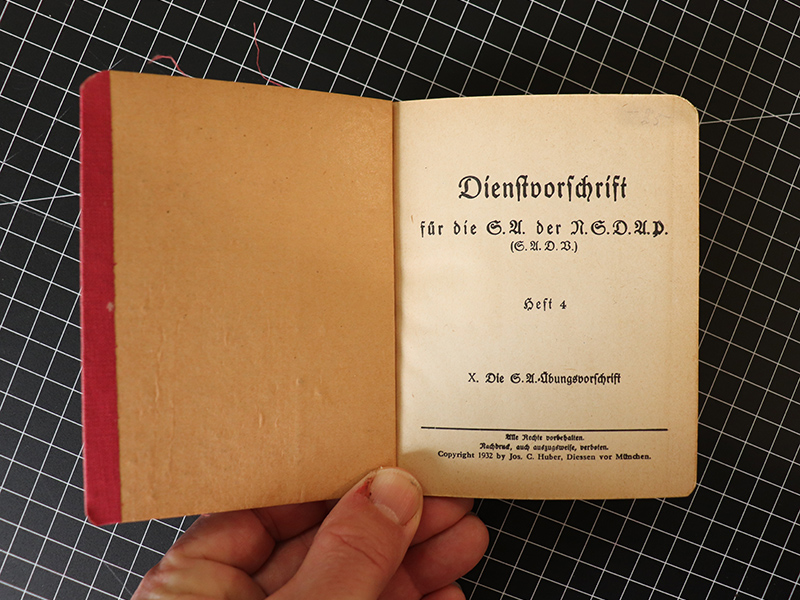 Dienstvorschrift
für die S.A. der N.S.D.A.P.
(S.A.D.V.)
Heft 4
X. Die S.A.-Übungsvorschrift
Alle Rechte vorbehalten.
Nachdruck, auch auszugsweise, verboten.
Copyright 1932 by Jos. C. Huber, Diessen vor München.